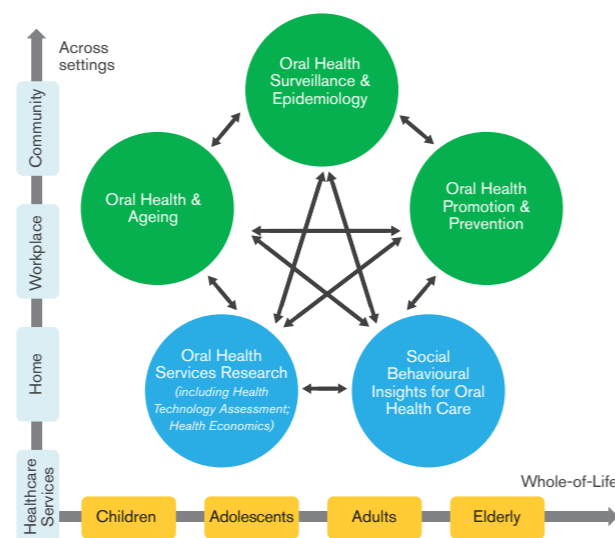 Across
settings
Community
Workplace
Home
Healthcare
Services
Oral Health
Surveillance &
Epidemiology
Oral Health &
Ageing
Oral Health
Promotion &
Prevention
Oral Health
Services Research
(including Health
Technology Assessment;
Health Economics)
Social
Behavioural
Insights for Oral
Health Care
Whole-of-Life
Children
Adolescents
Adults
Elderly